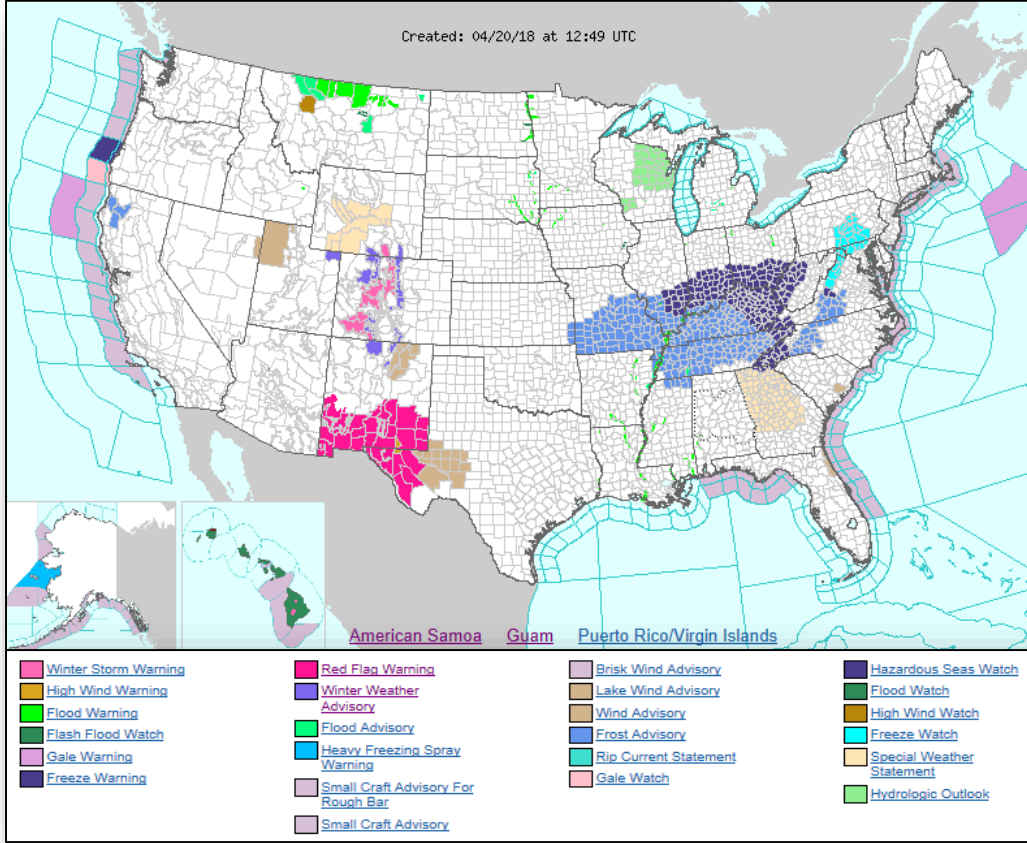 Created: 04/20/18 at 12:49 UTC
American Samoa Guam Puerto Rico/Virgin Islands
Winter Storm Warning
High Wind Warning
Flood Warning
Flash Flood Watch
Gale Warning
Freeze Warning
Red Flag Warning
Winter Weather
Advisory
Flood Advisory
Heavy Freezing Spray
Warning
Small Craft Advisory For
Rough Bar
Small Craft Advisory
Brisk Wind Advisory
Lake Wind Advisory
Wind Advisory
Frost Advisory
Rip Current Statement
Gale Watch
Hazardous Seas Watch
Flood Watch
High Wind Watch
Freeze Watch
Special Weather
Statement
Hydrologic Outlook